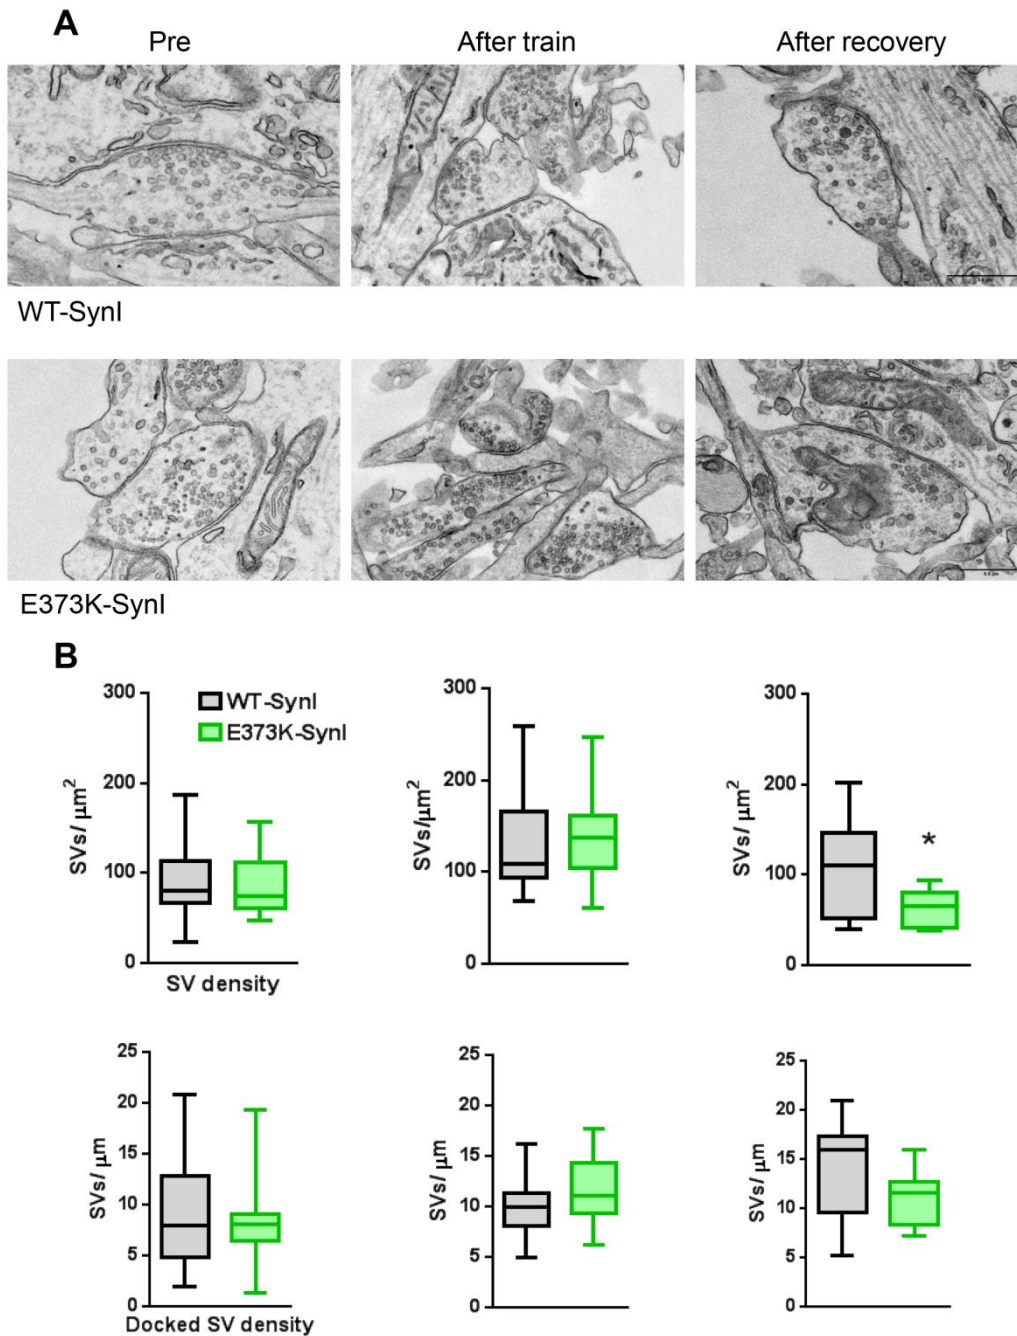 A
Pre After train After recovery
WT-SynI
E373K-SynI
B
300
200
100
0
SVs/ μm²
WT-SynI
E373K-SynI
SV density
300
200
100
0
SVs/μm²
300
200
100
0
SVs/ μm²
*
25
20
15
10
5
0
SVs/ μm
Docked SV density
25
20
15
10
5
0
SVs/ μm
25
20
15
10
5
0
SVs/ μm